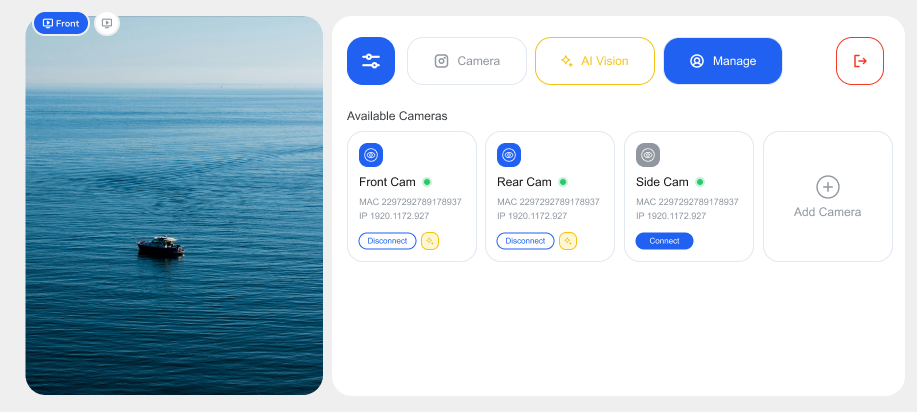 Front
Camera
AI Vision
Manage
Available Cameras
Front Cam
MAC 2297292789178937
IP 1920.1172.927
Disconnect
Rear Cam
MAC 2297292789178937
IP 1920.1172.927
Disconnect
Side Cam
MAC 2297292789178937
IP 1920.1172.927
Connect
Add Camera